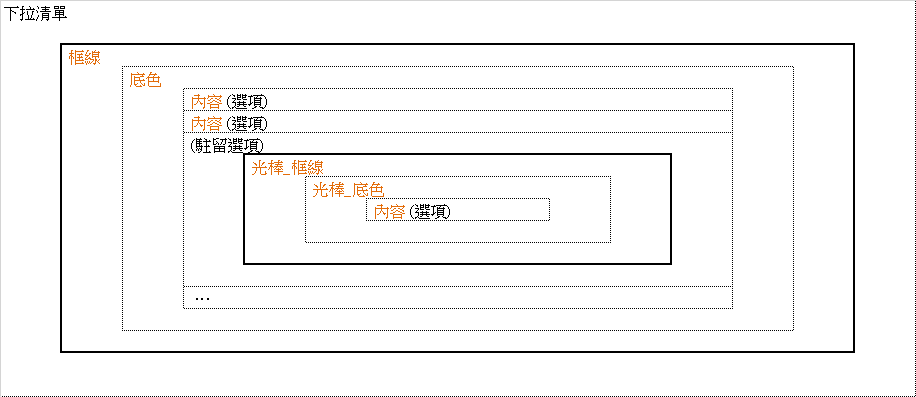 下拉清單
框線
底色
內容 (選項)
內容 (選項)
(駐留選項)
光棒_框線
光棒_底色
內容 (選項)
...